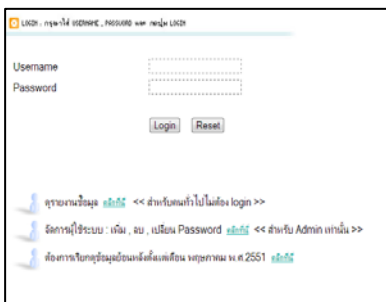 LOGIN : กรุณาใส่ USERNAME , PASSWORD และ กดปุ่ม LOGIN
Username
Password
Login Reset
ดูรายงานข้อมูล คลิกที่นี่ << สำหรับคนทั่วไปไม่ต้อง login >>
จัดการผู้ใช้ระบบ : เพิ่ม , ลบ , เปลี่ยน Password คลิกที่นี่ << สำหรับ Admin เท่านั้น >>
ต้องการเรียกดูข้อมูลย้อนหลังตั้งแต่เดือน พฤษภาคม พ.ศ.2551 คลิกที่นี่